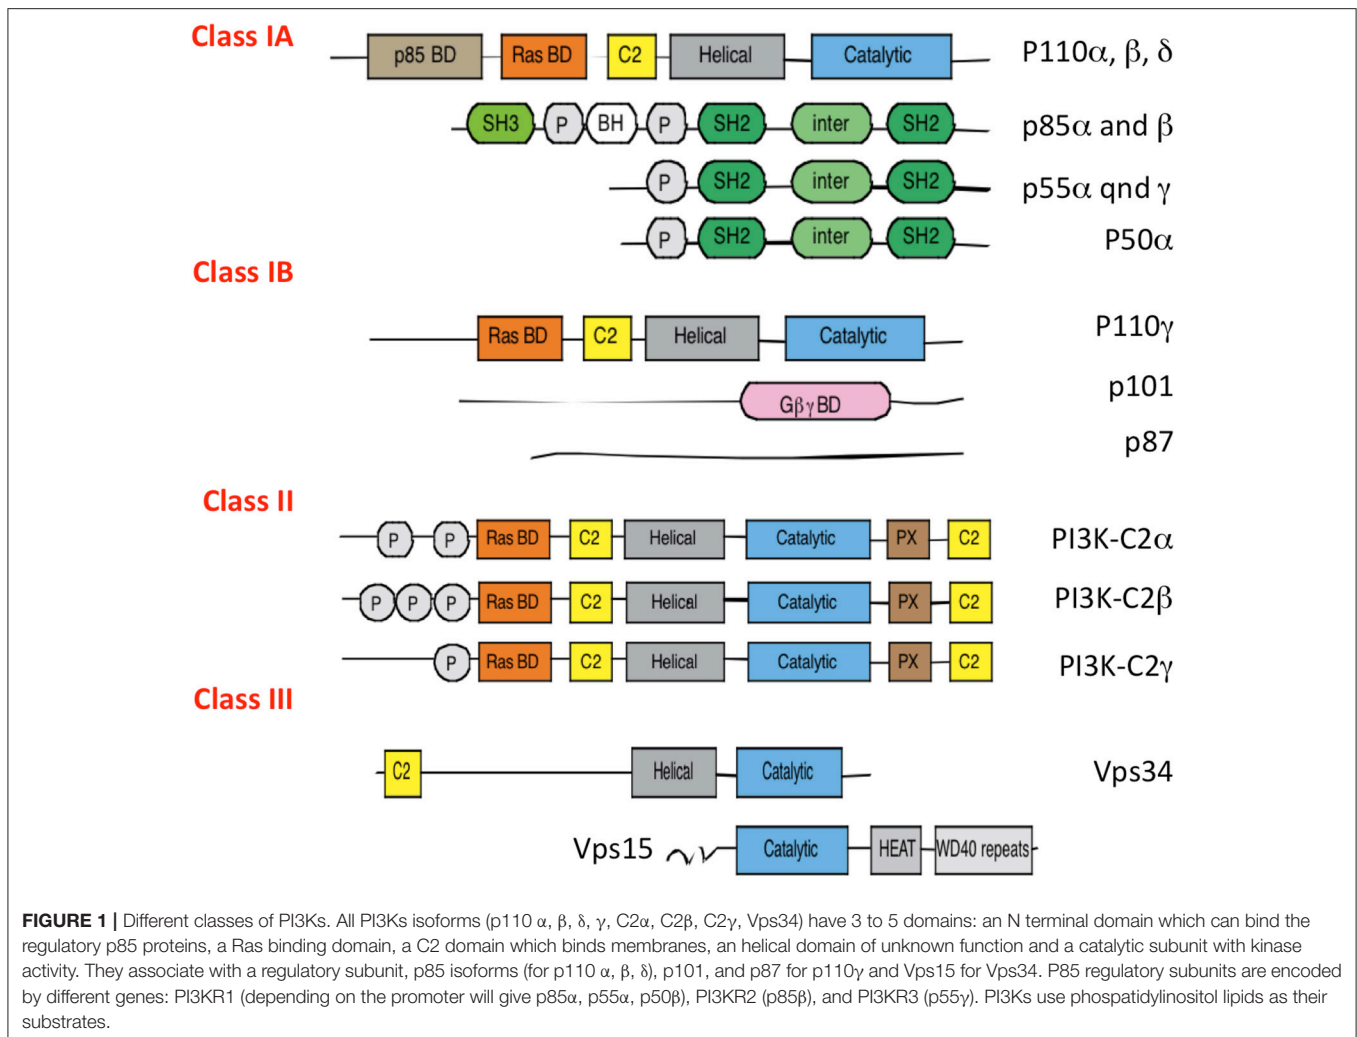 Class IA
p85 BD Ras BD C2 Helical Catalytic P110α, β, δ
SH3 P BH P SH2 inter SH2 p85α and β
P SH2 inter SH2 p55α qnd γ
P SH2 inter SH2 P50α
Class IB
Ras BD C2 Helical Catalytic P110γ
p101
GβγBD
p87
Class II
P P Ras BD C2 Helical Catalytic PX C2 PI3K-C2α
P P P Ras BD C2 Helical Catalytic PX C2 PI3K-C2β
P Ras BD C2 Helical Catalytic PX C2 PI3K-C2γ
Class III
C2 Helical Catalytic Vps34
Vps15 Catalytic HEAT WD40 repeats
FIGURE 1 | Different classes of PI3Ks. All PI3Ks isoforms (p110 α, β, δ, γ, C2α, C2β, C2γ, Vps34) have 3 to 5 domains: an N terminal domain which can bind the
regulatory p85 proteins, a Ras binding domain, a C2 domain which binds membranes, an helical domain of unknown function and a catalytic subunit with kinase
activity. They associate with a regulatory subunit, p85 isoforms (for p110 α, β, δ), p101, and p87 for p110γ and Vps15 for Vps34. P85 regulatory subunits are encoded
by different genes: PI3KR1 (depending on the promoter will give p85α, p55α, p50β), PI3KR2 (p85β), and PI3KR3 (p55γ). PI3Ks use phospatidylinositol lipids as their
substrates.